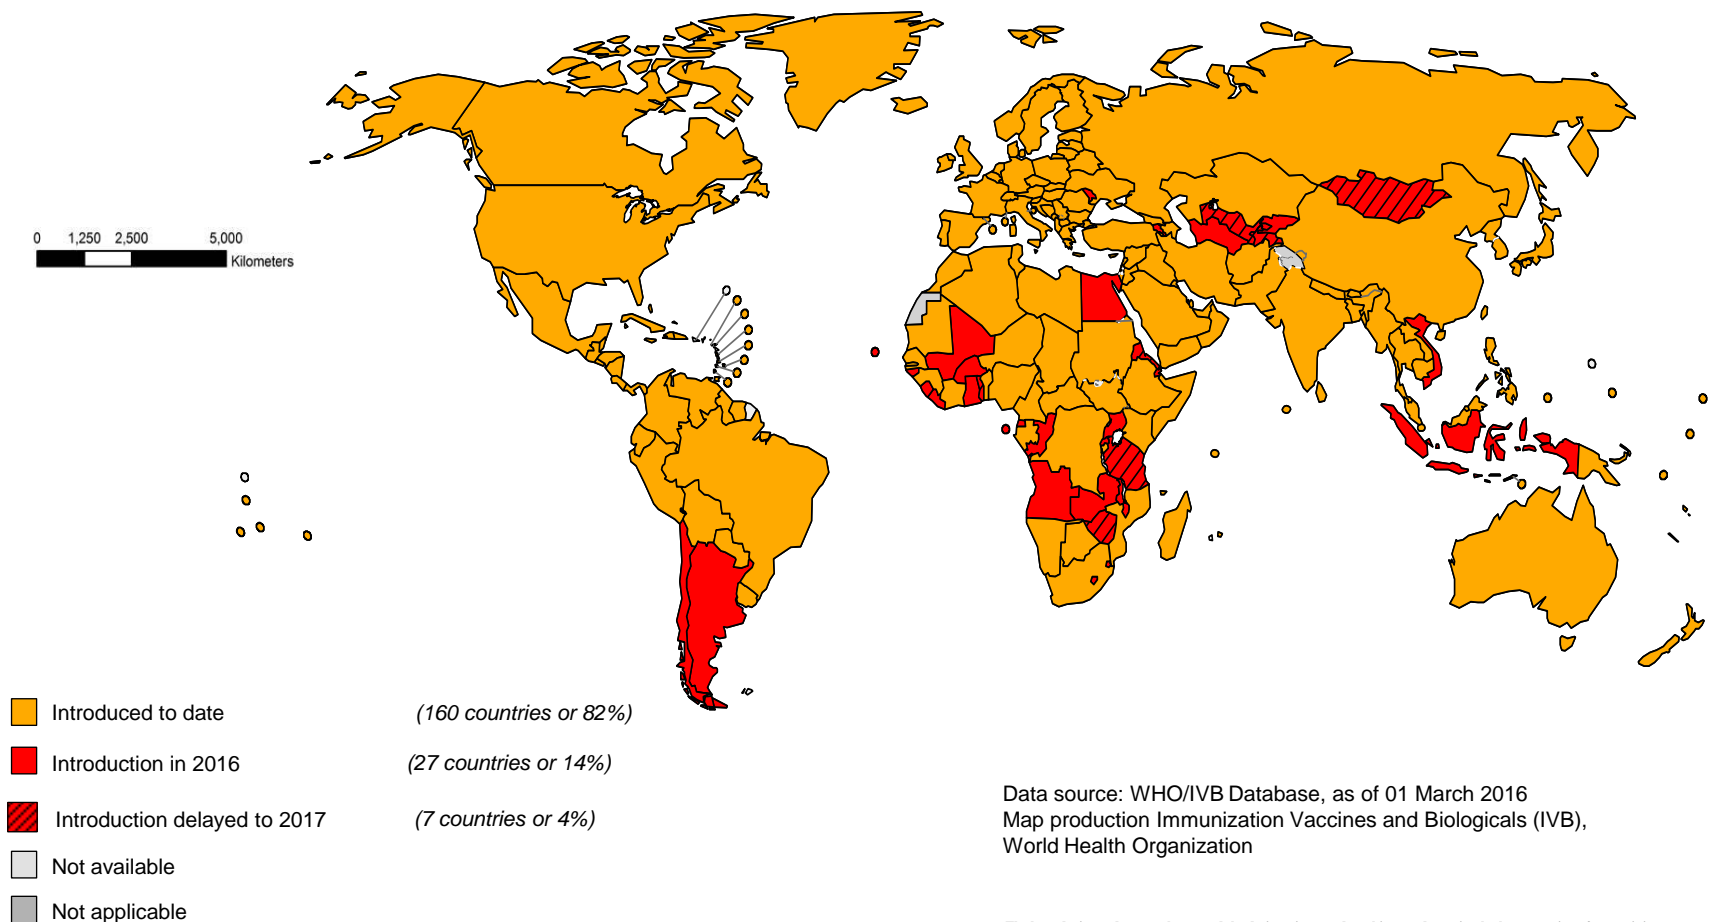 0 1,250 2,500 5,000
Kilometers
Introduced to date (160 countries or 82%)
Introduction in 2016 (27 countries or 14%)
Introduction delayed to 2017 (7 countries or 4%)
Not available
Not applicable
Data source: WHO/IVB Database, as of 01 March 2016
Map production Immunization Vaccines and Biologicals (IVB),
World Health Organization